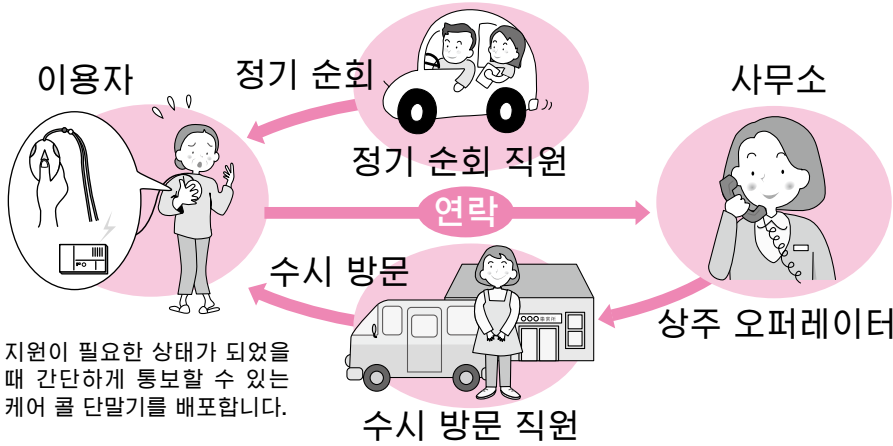 이용자
정기 순회
사무소
정기 순회 직원
연락
수시 방문
상주 오퍼레이터
지원이 필요한 상태가 되었을
때 간단하게 통보할 수 있는
케어 콜 단말기를 배포합니다.
수시 방문 직원